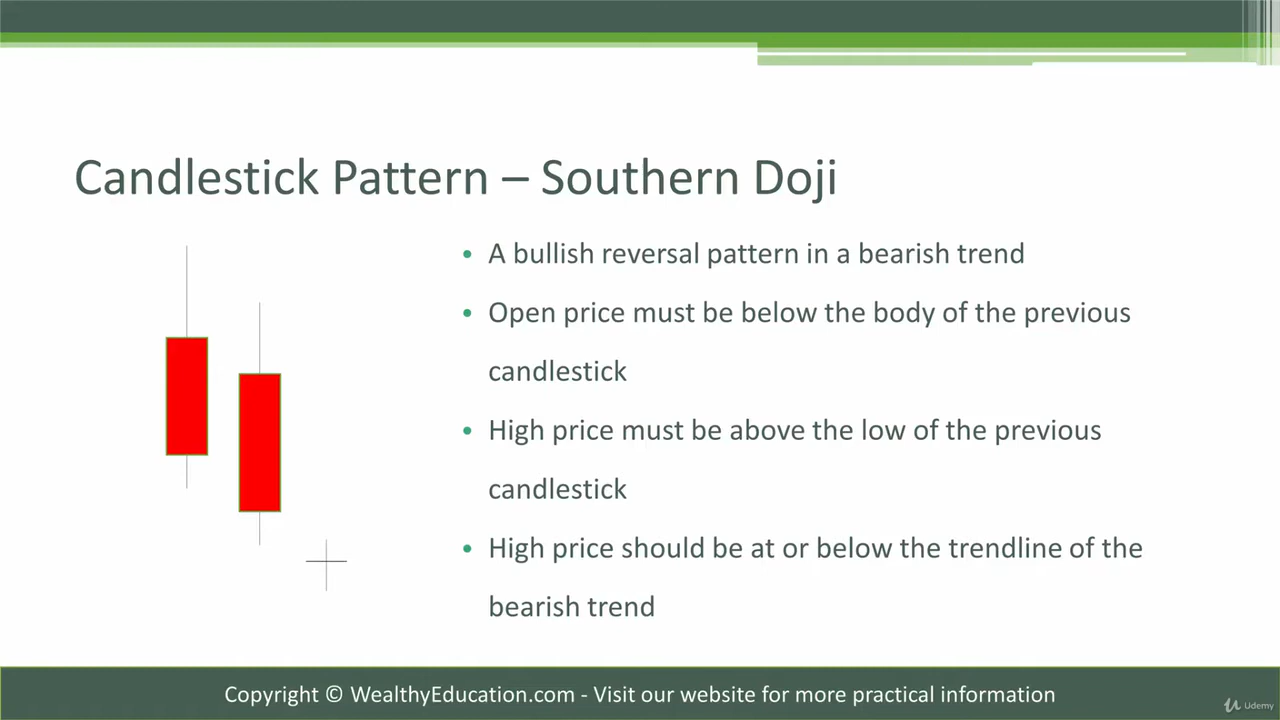 Candlestick Pattern – Southern Doji
• A bullish reversal pattern in a bearish trend
• Open price must be below the body of the previous
candlestick
• High price must be above the low of the previous
candlestick
• High price should be at or below the trendline of the
bearish trend
Copyright © WealthyEducation.com - Visit our website for more practical information
Udemy